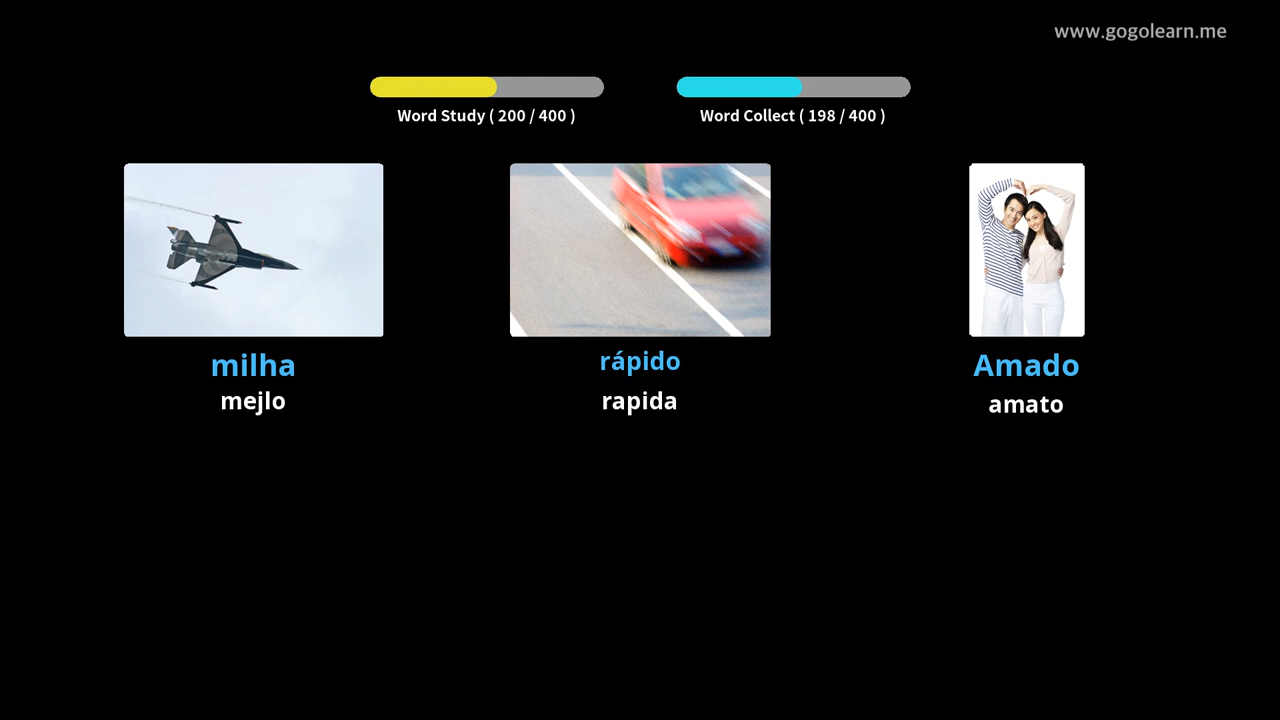 www.gogolearn.me
Word Study ( 200 / 400 )
Word Collect ( 198 / 400 )
milha
mejlo
rápido
rapida
Amado
amato